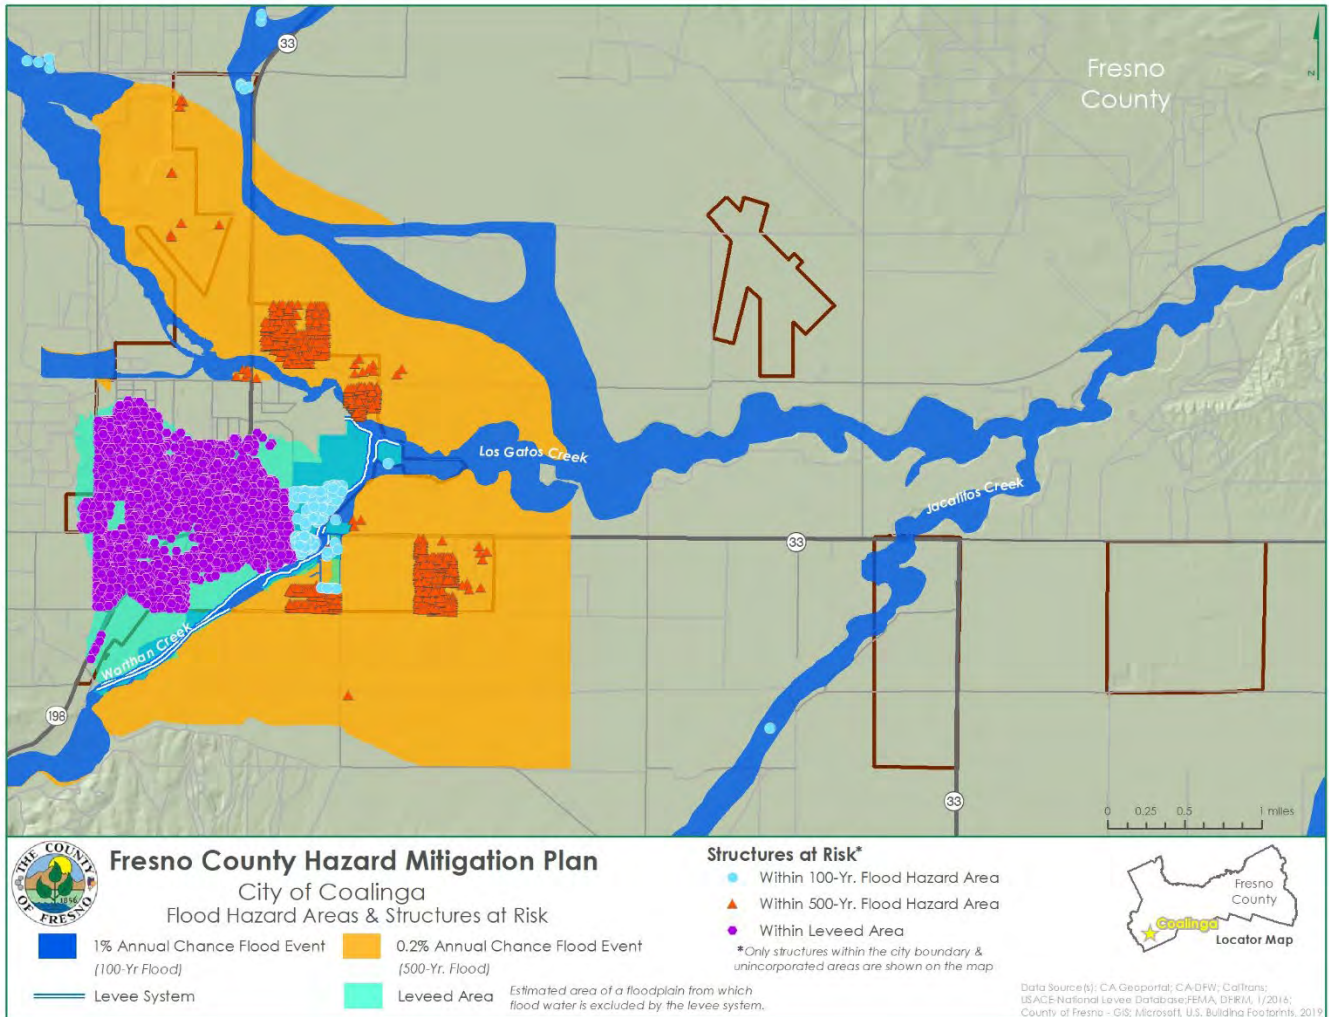 33
Fresno
County
N
Los Gatos Creek
Jacalitos Creek
33
Warthan Creek
198
33
0 0.25 0.5 1 miles
THE COUNTY OF FRESNO
1856
Fresno County Hazard Mitigation Plan
City of Coalinga
Flood Hazard Areas & Structures at Risk
1% Annual Chance Flood Event
(100-Yr Flood)
0.2% Annual Chance Flood Event
(500-Yr. Flood)
Levee System
Leveed Area
Estimated area of a floodplain from which
flood water is excluded by the levee system.
Structures at Risk*
Within 100-Yr. Flood Hazard Area
Within 500-Yr. Flood Hazard Area
Within Leveed Area
*Only structures within the city boundary &
unincorporated areas are shown on the map
Fresno
County
Coalinga
Locator Map
Data Source(s): CA Geoportal; CA-DFW; CalTrans;
USACE-National Levee Database; FEMA, DFIRM, 1/2016;
County of Fresno - GIS; Microsoft, U.S. Building Footprints, 2019